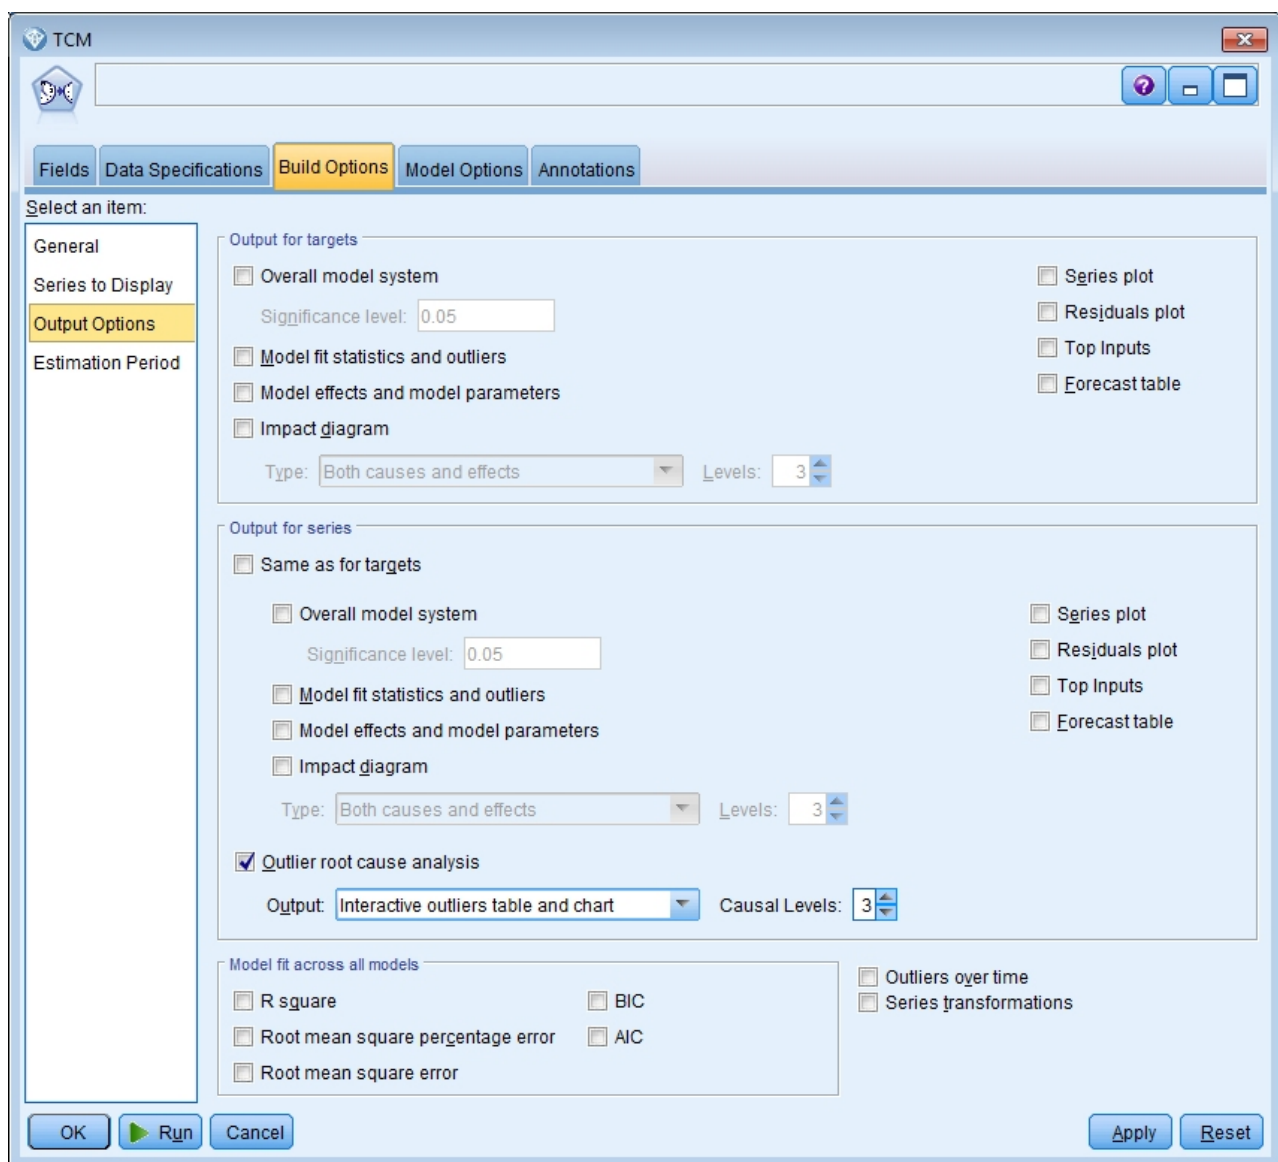 TCM
Fields Data Specifications Build Options Model Options Annotations
Select an item:
General
Series to Display
Output Options
Estimation Period
Output for targets
Overall model system
Significance level: 0.05
Model fit statistics and outliers
Model effects and model parameters
Impact diagram
Type: Both causes and effects Levels: 3
Series plot
Residuals plot
Top Inputs
Forecast table
Output for series
Same as for targets
Overall model system
Significance level: 0.05
Model fit statistics and outliers
Model effects and model parameters
Impact diagram
Type: Both causes and effects Levels: 3
Series plot
Residuals plot
Top Inputs
Forecast table
Outlier root cause analysis
Output: Interactive outliers table and chart Causal Levels: 3
Model fit across all models
R square
Root mean square percentage error
Root mean square error
BIC
AIC
Outliers over time
Series transformations
OK Run Cancel Apply Reset